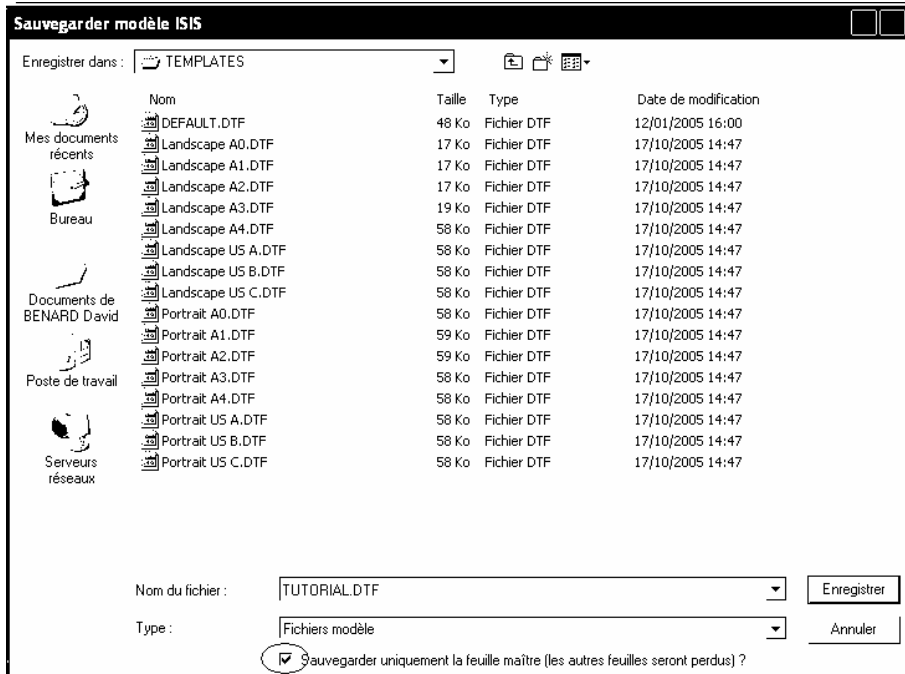 Sauvegarder modèle ISIS
Enregistrer dans : TEMPLATES
Nom Taille Type Date de modification
DEFAULT.DTF 48 Ko Fichier DTF 12/01/2005 16:00
Landscape A0.DTF 17 Ko Fichier DTF 17/10/2005 14:47
Landscape A1.DTF 17 Ko Fichier DTF 17/10/2005 14:47
Landscape A2.DTF 17 Ko Fichier DTF 17/10/2005 14:47
Landscape A3.DTF 19 Ko Fichier DTF 17/10/2005 14:47
Landscape A4.DTF 58 Ko Fichier DTF 17/10/2005 14:47
Landscape US A.DTF 58 Ko Fichier DTF 17/10/2005 14:47
Landscape US B.DTF 58 Ko Fichier DTF 17/10/2005 14:47
Landscape US C.DTF 58 Ko Fichier DTF 17/10/2005 14:47
Portrait A0.DTF 58 Ko Fichier DTF 17/10/2005 14:47
Portrait A1.DTF 59 Ko Fichier DTF 17/10/2005 14:47
Portrait A2.DTF 59 Ko Fichier DTF 17/10/2005 14:47
Portrait A3.DTF 58 Ko Fichier DTF 17/10/2005 14:47
Portrait A4.DTF 58 Ko Fichier DTF 17/10/2005 14:47
Portrait US A.DTF 58 Ko Fichier DTF 17/10/2005 14:47
Portrait US B.DTF 58 Ko Fichier DTF 17/10/2005 14:47
Portrait US C.DTF 58 Ko Fichier DTF 17/10/2005 14:47
Mes documents
récents
Bureau
Documents de
BENARD David
Poste de travail
Serveurs
réseaux
Nom du fichier : TUTORIAL.DTF Enregistrer
Type : Fichiers modèle Annuler
Sauvegarder uniquement la feuille maître (les autres feuilles seront perdus) ?